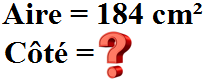 Aire = 184 cm²
Côté = ?